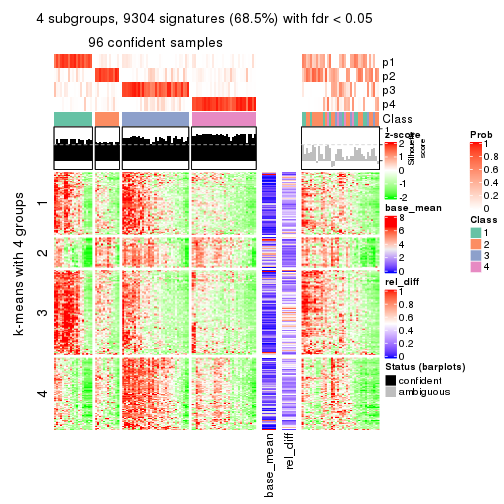 4 subgroups, 9304 signatures (68.5%) with fdr < 0.05
96 confident samples
p1
p2
p3
p4
Class
1
Silhouette
score
k-means with 4 groups
1
2
3
4
base_mean
rel_diff
z-score
2
1
0
-1
-2
base_mean
8
6
4
2
0
rel_diff
1
0.8
0.6
0.4
0.2
0
Status (barplots)
confident
ambiguous
Prob
1
0.8
0.6
0.4
0.2
0
Class
1
2
3
4